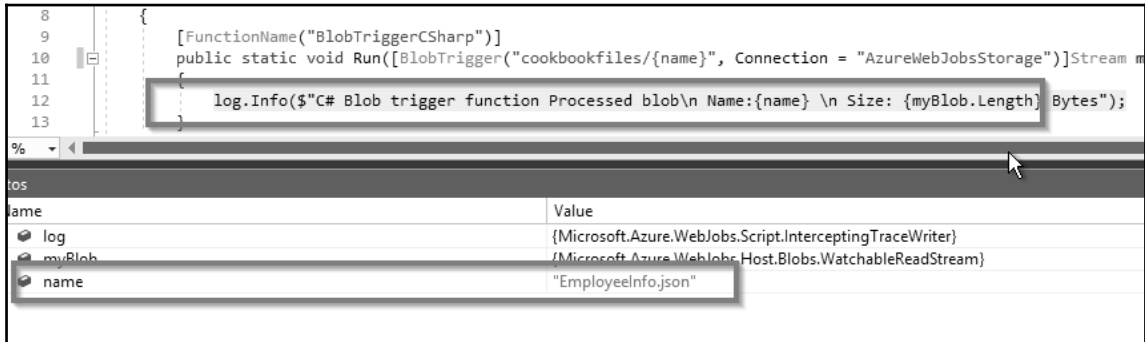 8 {
9 [FunctionName("BlobTriggerCSharp")]
10 public static void Run([BlobTrigger("cookbookfiles/{name}", Connection = "AzureWebJobsStorage")]Stream m
11 {
12 log.Info($"C# Blob trigger function Processed blob\n Name:{name} \n Size: {myBlob.Length} Bytes");
13 }
%
tos
Name Value
log {Microsoft.Azure.WebJobs.Script.InterceptingTraceWriter}
myBlob {Microsoft.Azure.WebJobs.Host.Blobs.WatchableReadStream}
name "EmployeeInfo.json"